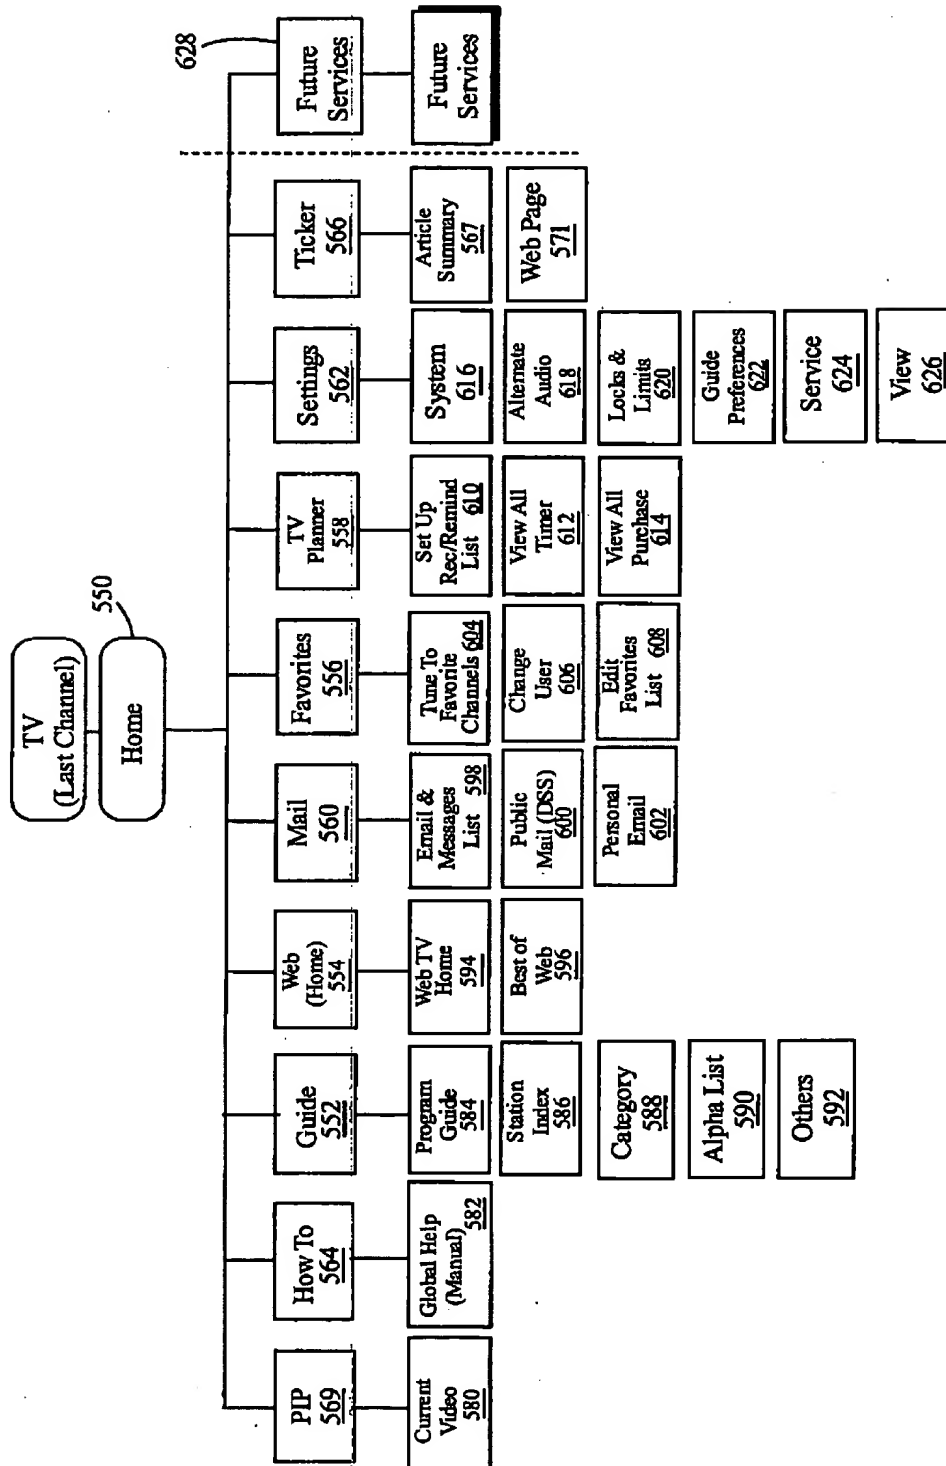 TV
(Last Channel)
Home
550
PIP
569
How To
564
Guide
552
Web
(Home)
554
Mail
560
Favorites
556
TV
Planner
558
Settings
562
Ticker
566
Future
Services
628
Current
Video
580
Global Help
(Manual)
582
Program
Guide
584
Station
Index
586
Category
588
Alpha List
590
Others
592
Web TV
Home
594
Best of
Web
596
Email &
Messages
List 598
Public
Mail (DSS)
600
Personal
Email
602
Tune To
Favorite
Channels 604
Change
User
606
Edit
Favorites
List 608
Set Up
Rec/Remind
List 610
View All
Timer
612
View All
Purchase
614
System
616
Alternate
Audio
618
Locks &
Limits
620
Guide
Preferences
622
Service
624
View
626
Article
Summary
567
Web Page
571
Future
Services